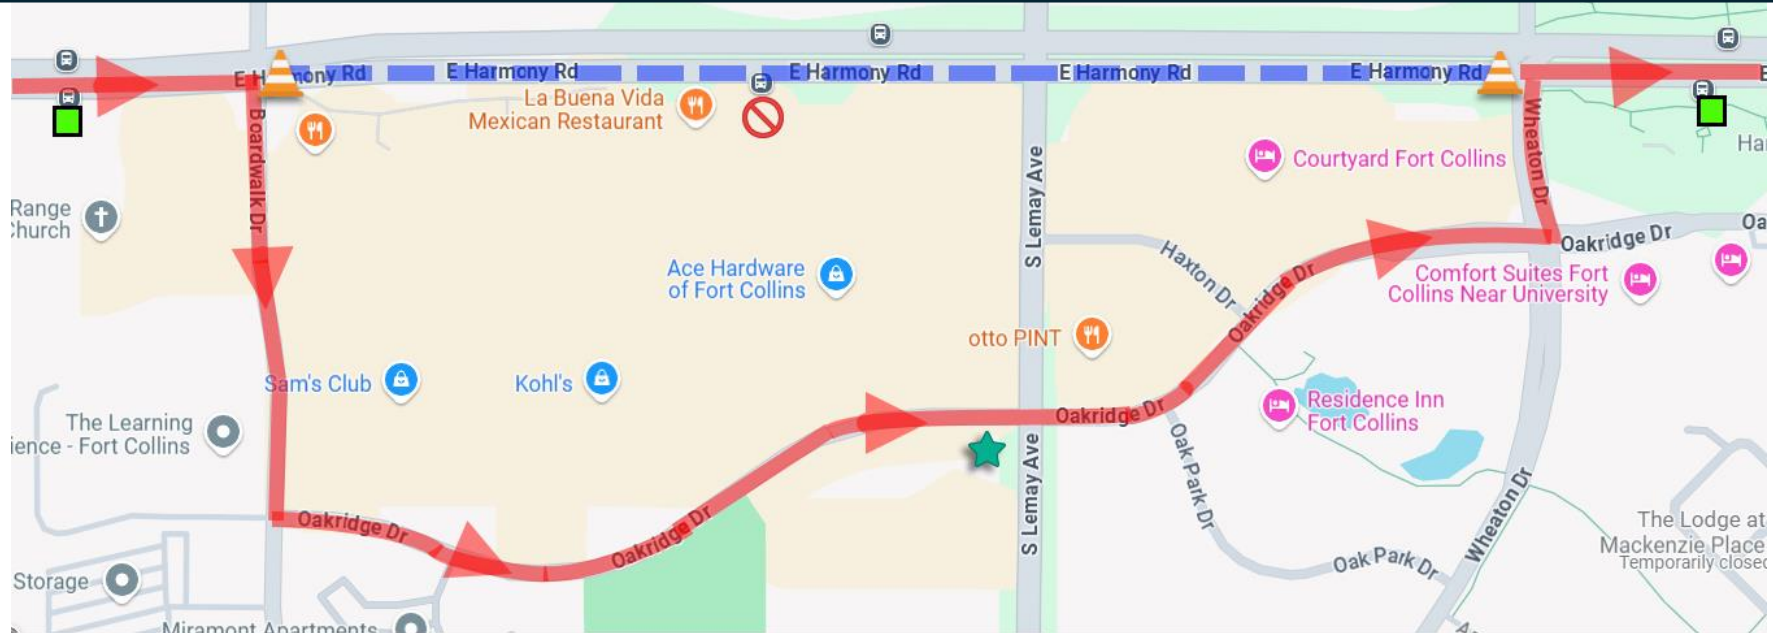 E Harmony Rd
E Harmony Rd
E Harmony Rd
E Harmony Rd
E Harmony Rd
E
La Buena Vida
Mexican Restaurant
Boardwalk Dr
Wheaton Dr
Courtyard Fort Collins
Ha
Range
Church
S Lemay Ave
Haxton Dr
Oakridge Dr
Oa
Ace Hardware
of Fort Collins
Oakridge Dr
Comfort Suites Fort
Collins Near University
otto PINT
Sam's Club
Kohl's
Oakridge Dr
Residence Inn
Fort Collins
The Learning
ience - Fort Collins
S Lemay Ave
Oak Park Dr
Wheaton Dr
Oakridge Dr
Oakridge Dr
The Lodge at
Mackenzie Place
Temporarily closed
Oak Park Dr
Storage
Miramont Apartments
A